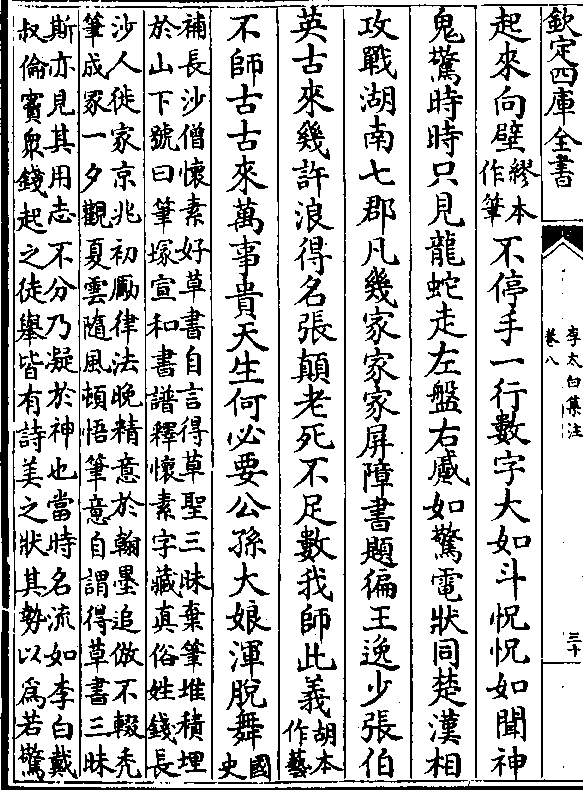 欽定四庫全書
李太白集注
卷八
三十
起來向壁繆本作筆不停手一行數字大如斗怳怳如聞神
鬼驚時時只見龍蛇走左盤右蹙如驚電狀同楚漢相
攻戰湖南七郡凡幾家家家屏障書題徧王逸少張伯
英古來幾許浪得名張顛老死不足數我師此義胡本作藝
不師古古來萬事貴天生何必要公孫大娘渾脫舞國史
補長沙僧懷素好草書自言得草聖三昧棄筆堆積埋
於山下號曰筆塚宣和書譜釋懷素字藏真俗姓錢長
沙人徙家京兆初勵律法晚精意於翰墨追倣不輟禿
筆成冢一夕觀夏雲隨風頓悟筆意自謂得草書三昧
斯亦見其用志不分乃凝於神也當時名流如李白戴
叔倫竇臮錢起之徒舉皆有詩美之狀其勢以為若驚